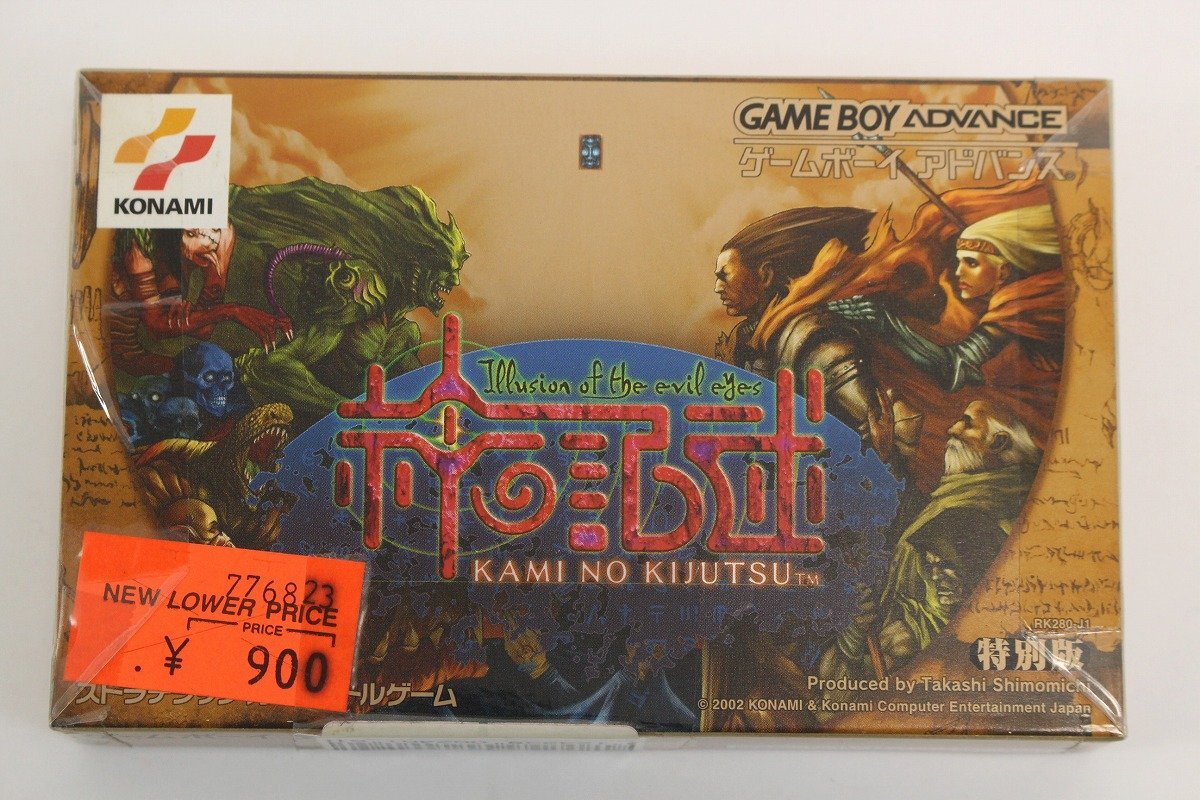 KONAMI
GAME BOY ADVANCE
ゲームボーイ アドバンス®
Illusion of the evil eyes
神の記述
KAMI NO KIJUTSU™
776823
NEW LOWER PRICE
PRICE
. ¥ 900
RK280-J1
特別版
ールゲーム
Produced by Takashi Shimomichi
© 2002 KONAMI & Konami Computer Entertainment Japan